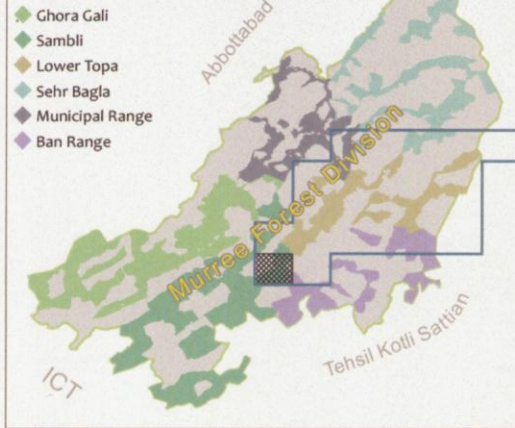 Ghora Gali
Sambli
Lower Topa
Sehr Bagla
Municipal Range
Ban Range
Abbottabad
Murree Forest Division
Tehsil Kotli Sattian
ICT